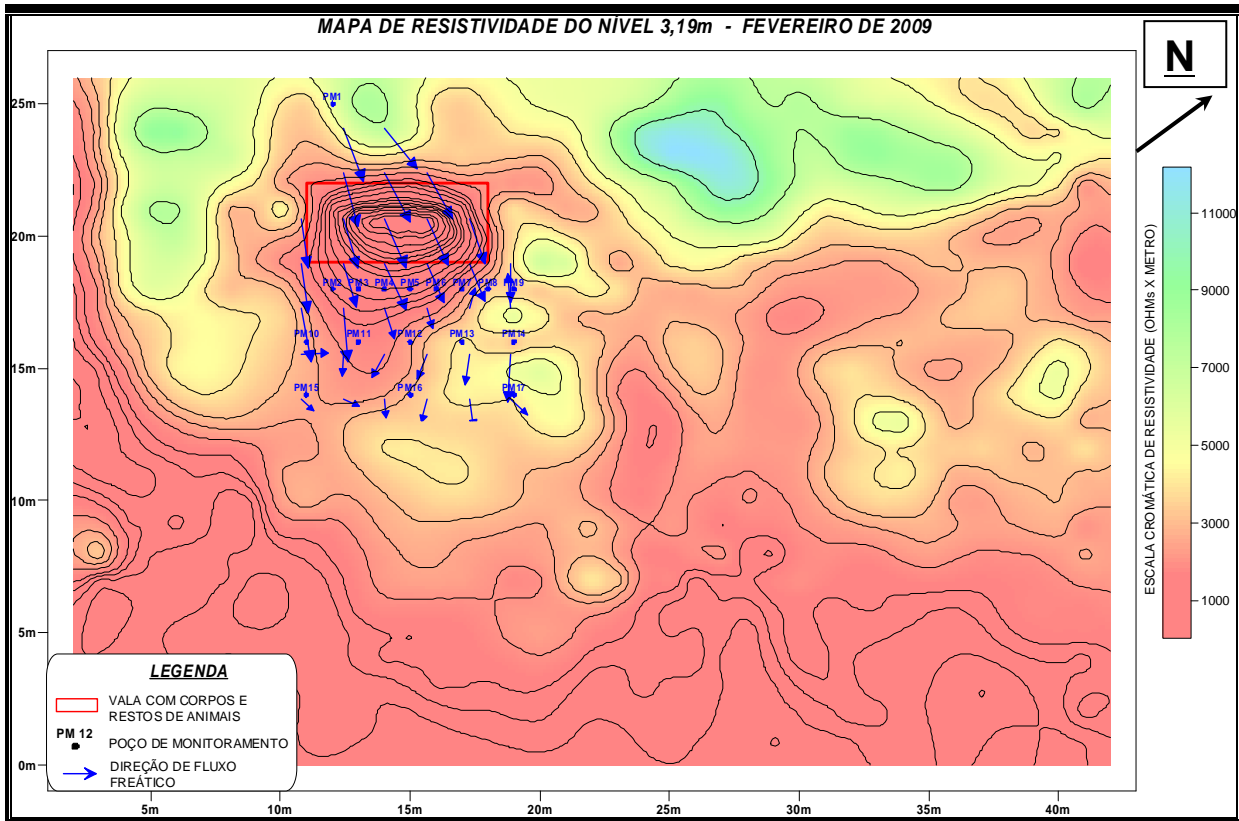 MAPA DE RESISTIVIDADE DO NÍVEL 3,19m - FEVEREIRO DE 2009
N
25m
20m
15m
10m
5m
0m
PM1
PM2 PM3 PM4 PM5 PM6 PM7 PM8 PM9
PM10 PM11 PM12 PM13 PM14
PM15 PM16 PM17
LEGENDA
VALA COM CORPOS E
RESTOS DE ANIMAIS
PM 12
POÇO DE MONITORAMENTO
DIREÇÃO DE FLUXO
FREÁTICO
5m 10m 15m 20m 25m 30m 35m 40m
ESCALA CROMÁTICA DE RESISTIVIDADE (OHMs X METRO)
11000
9000
7000
5000
3000
1000